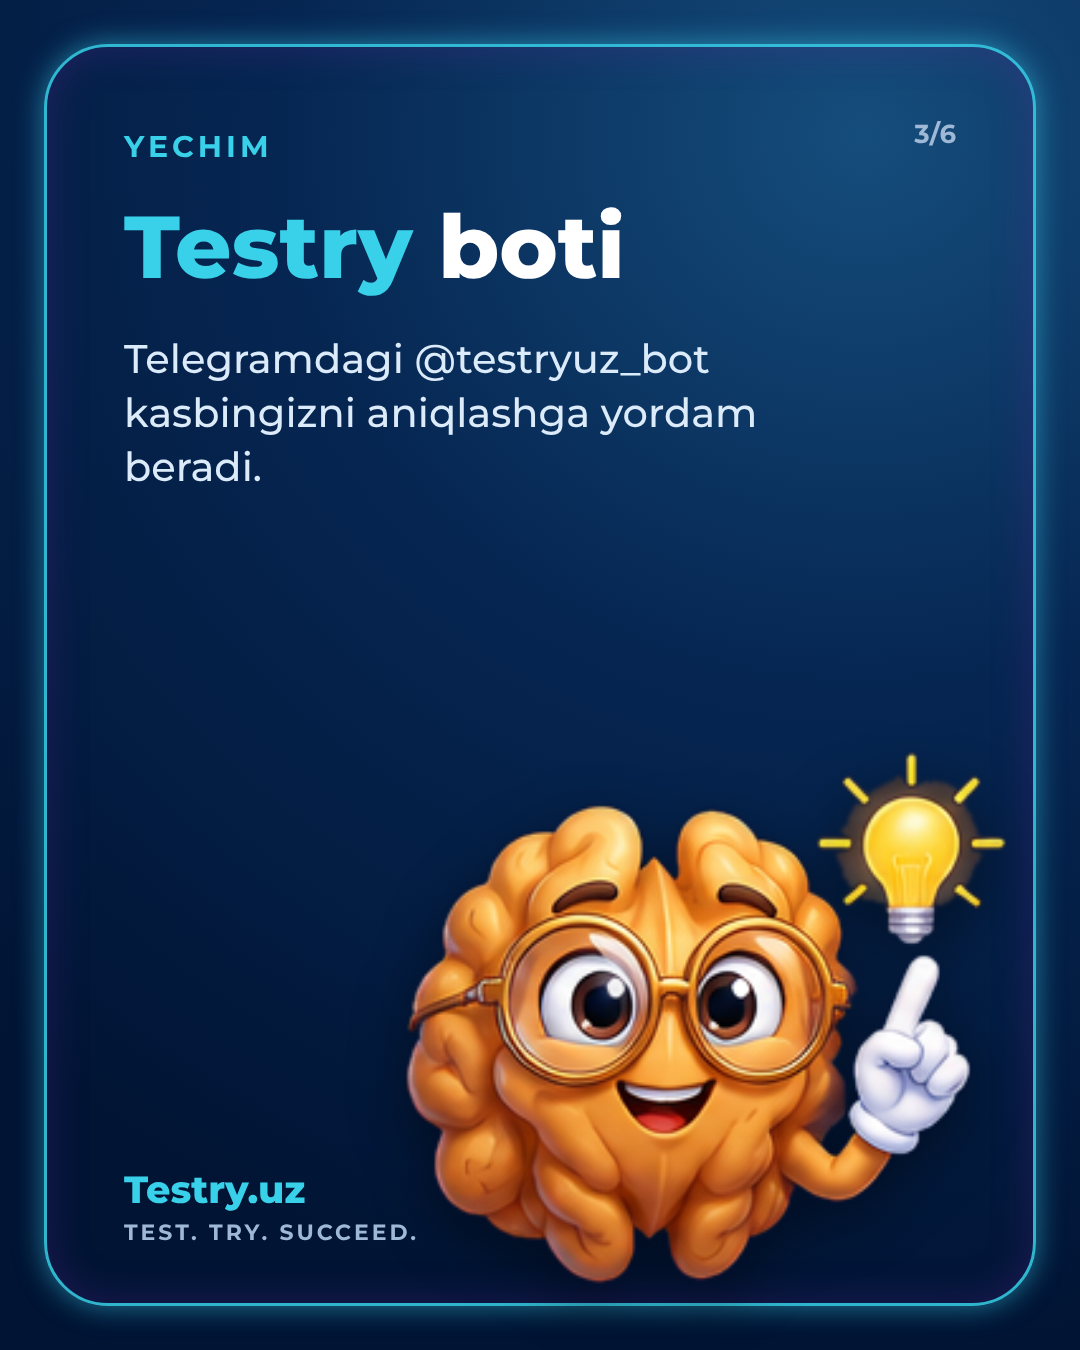 YECHIM
3/6
Testry boti
Telegramdagi @testryuz_bot
kasbingizni aniqlashga yordam
beradi.
Testry.uz
TEST. TRY. SUCCEED.